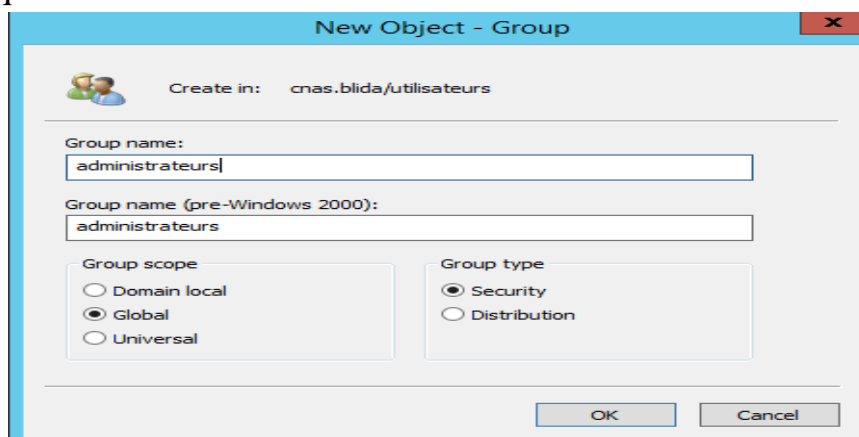 New Object - Group
Create in: cnas.blida/utilisateurs
Group name:
administrateurs
Group name (pre-Windows 2000):
administrateurs
Group scope
Domain local
Global
Universal
Group type
Security
Distribution
OK
Cancel